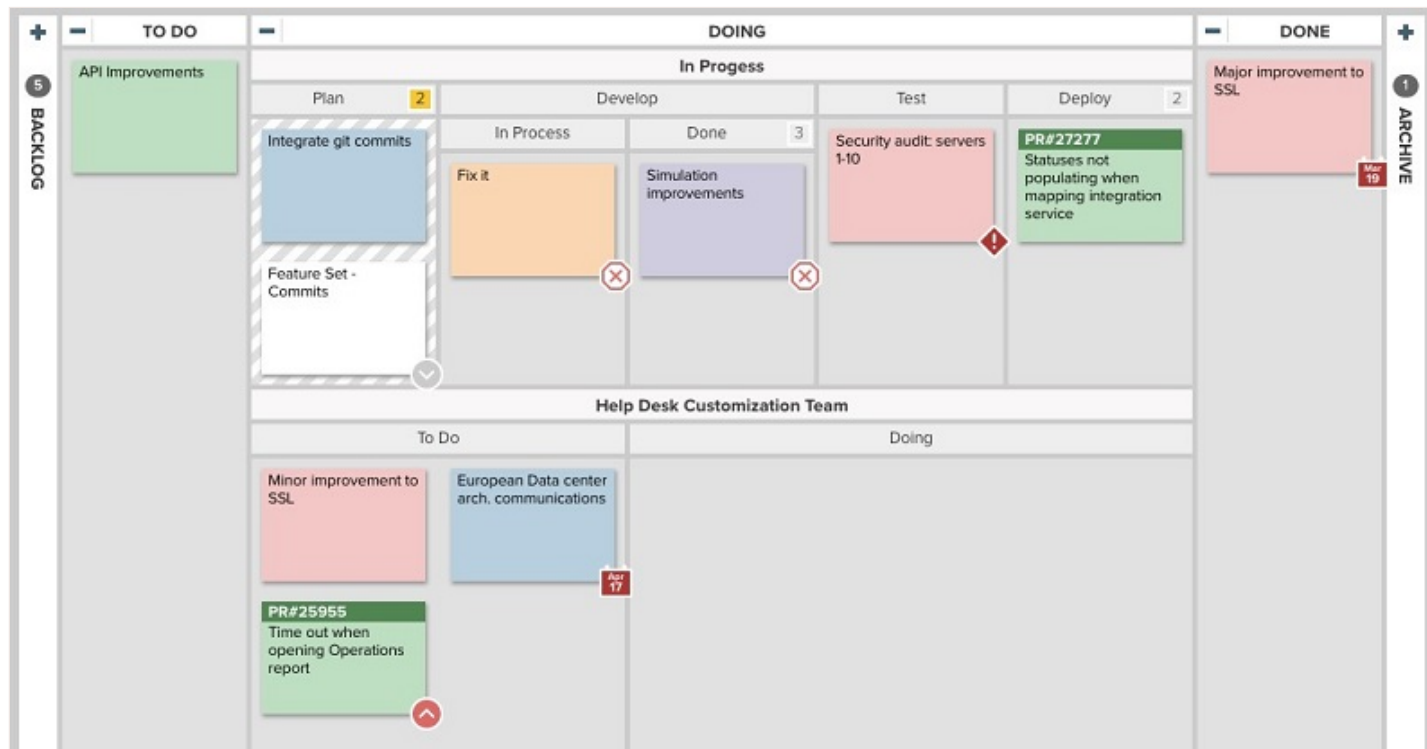 TO DO
DOING
DONE
5
BACKLOG
1
ARCHIVE
API Improvements
In Progess
Plan 2
Develop
Test
Deploy 2
In Process
Done 3
Integrate git commits
Feature Set -
Commits
Fix it
Simulation
improvements
Security audit: servers
1-10
PR#27277
Statuses not
populating when
mapping integration
service
Major improvement to
SSL
Mar
19
Help Desk Customization Team
To Do
Doing
Minor improvement to
SSL
European Data center
arch. communications
Apr
17
PR#25955
Time out when
opening Operations
report